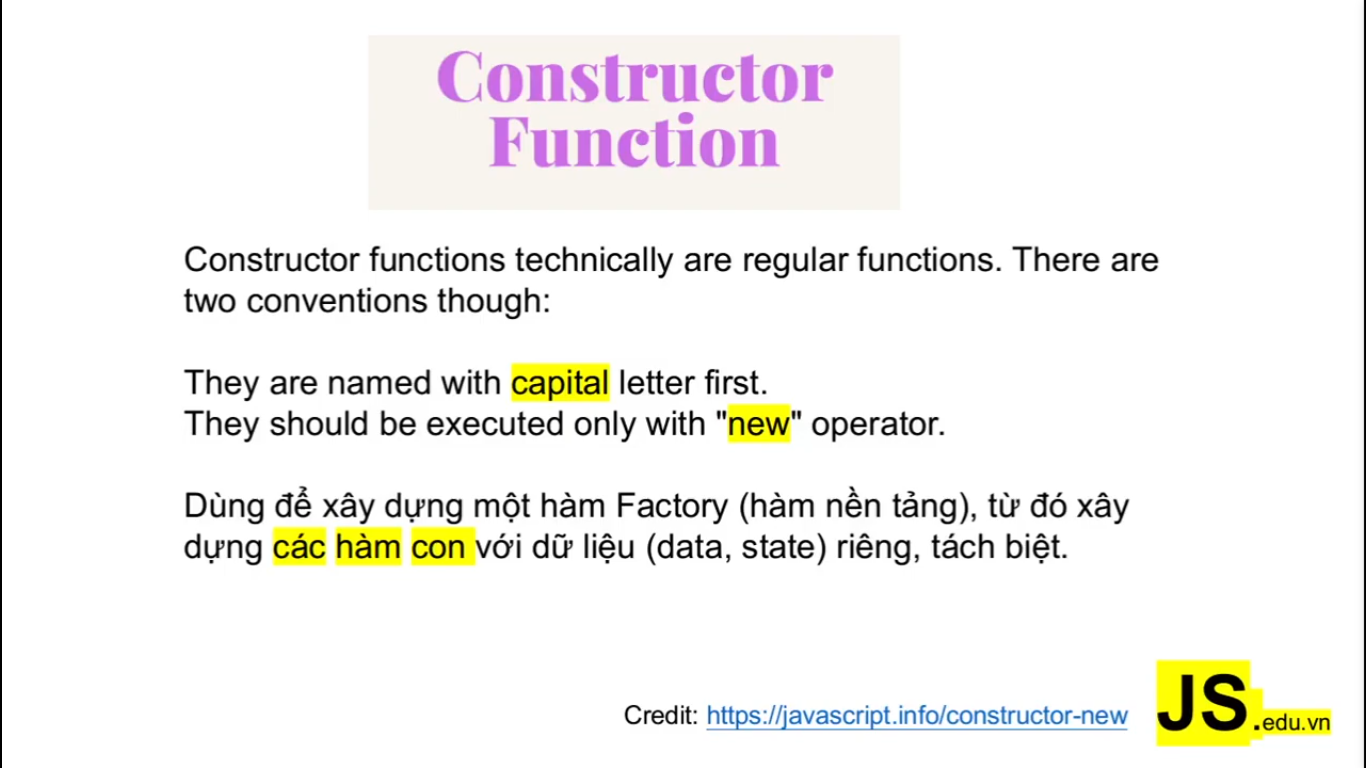 Constructor
Function
Constructor functions technically are regular functions. There are
two conventions though:
They are named with capital letter first.
They should be executed only with "new" operator.
Dùng để xây dựng một hàm Factory (hàm nền tảng), từ đó xây
dựng các hàm con với dữ liệu (data, state) riêng, tách biệt.
Credit: https://javascript.info/constructor-new
JS.edu.vn